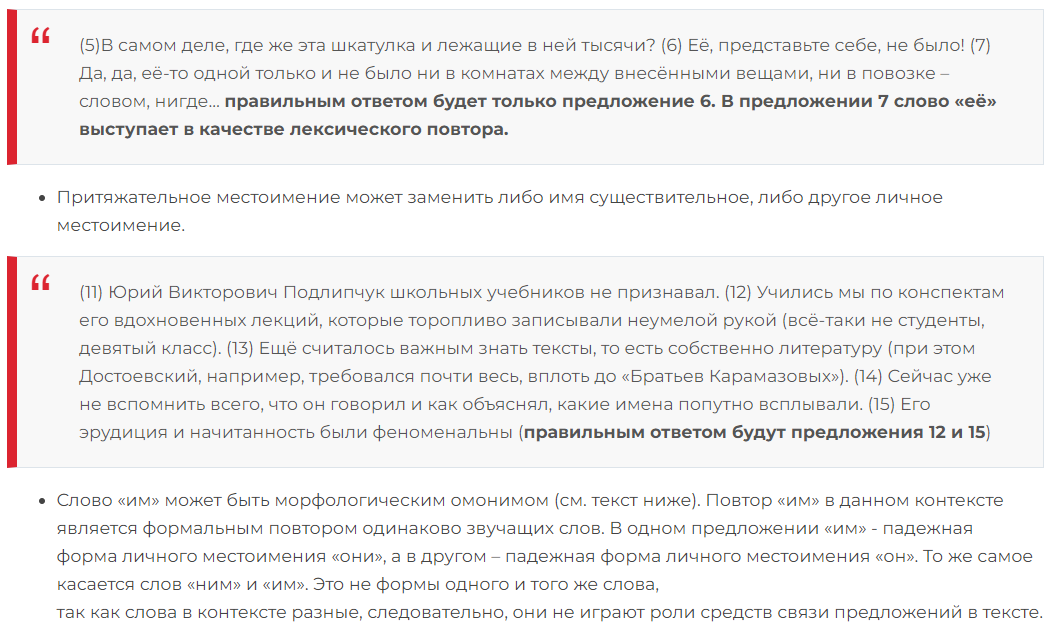 (5)В самом деле, где же эта шкатулка и лежащие в ней тысячи? (6) Её, представьте себе, не было! (7)
Да, да, её-то одной только и не было ни в комнатах между внесёнными вещами, ни в повозке –
словом, нигде... правильным ответом будет только предложение 6. В предложении 7 слово «её»
выступает в качестве лексического повтора.
• Притяжательное местоимение может заменить либо имя существительное, либо другое личное
местоимение.
(11) Юрий Викторович Подлипчук школьных учебников не признавал. (12) Учились мы по конспектам
его вдохновенных лекций, которые торопливо записывали неумелой рукой (всё-таки не студенты,
девятый класс). (13) Ещё считалось важным знать тексты, то есть собственно литературу (при этом
Достоевский, например, требовался почти весь, вплоть до «Братьев Карамазовых»). (14) Сейчас уже
не вспомнить всего, что он говорил и как объяснял, какие имена попутно всплывали. (15) Его
эрудиция и начитанность были феноменальны (правильным ответом будут предложения 12 и 15)
• Слово «им» может быть морфологическим омонимом (см. текст ниже). Повтор «им» в данном контексте
является формальным повтором одинаково звучащих слов. В одном предложении «им» - падежная
форма личного местоимения «они», а в другом – падежная форма личного местоимения «он». То же самое
касается слов «ним» и «им». Это не формы одного и того же слова,
так как слова в контексте разные, следовательно, они не играют роли средств связи предложений в тексте.